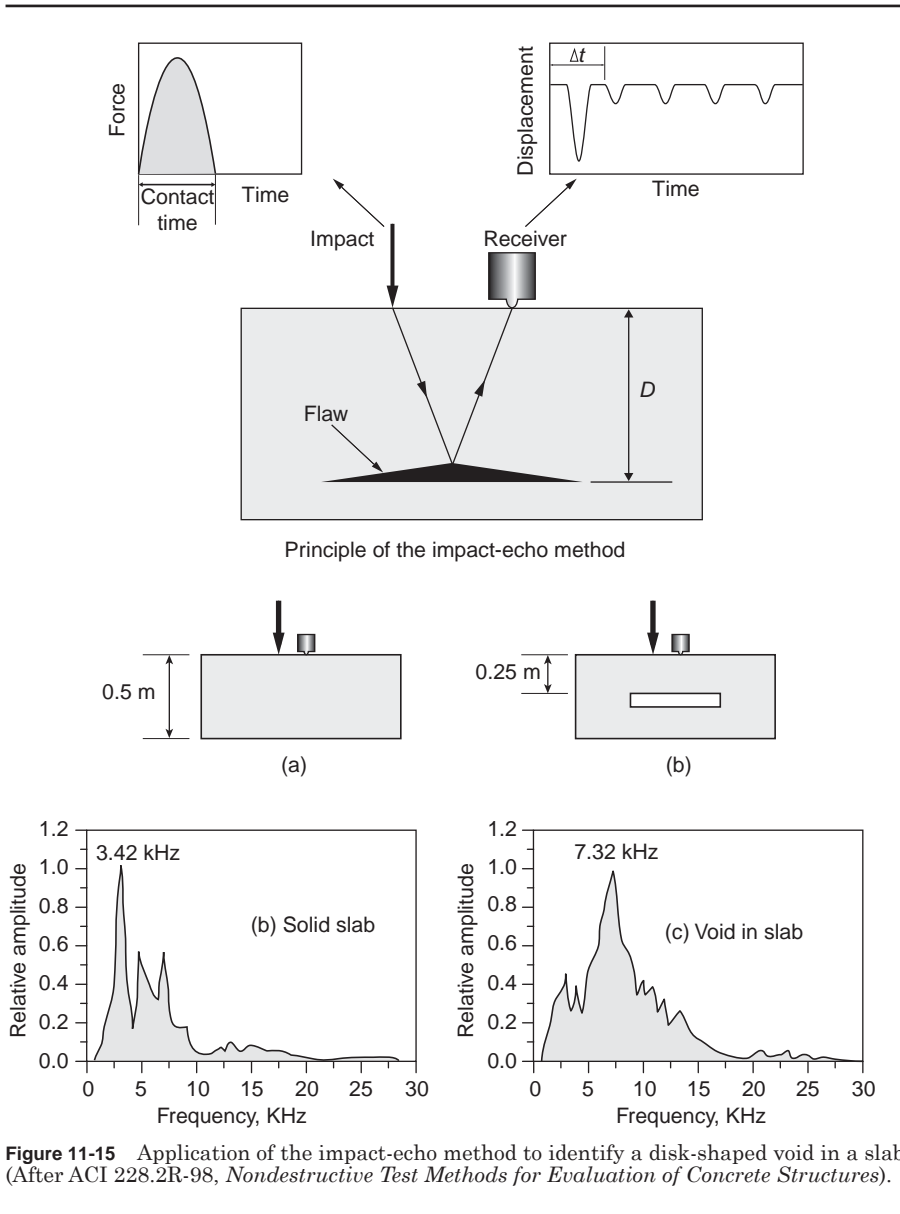 Force
Contact
time
Time
Displacement
Δt
Time
Impact
Receiver
Flaw
D
Principle of the impact-echo method
0.5 m
(a)
0.25 m
(b)
Relative amplitude
1.2
1.0
0.8
0.6
0.4
0.2
0.0
3.42 kHz
(b) Solid slab
0 5 10 15 20 25 30
Frequency, KHz
Relative amplitude
1.2
1.0
0.8
0.6
0.4
0.2
0.0
7.32 kHz
(c) Void in slab
0 5 10 15 20 25 30
Frequency, KHz
Figure 11-15 Application of the impact-echo method to identify a disk-shaped void in a slab
(After ACI 228.2R-98, Nondestructive Test Methods for Evaluation of Concrete Structures).